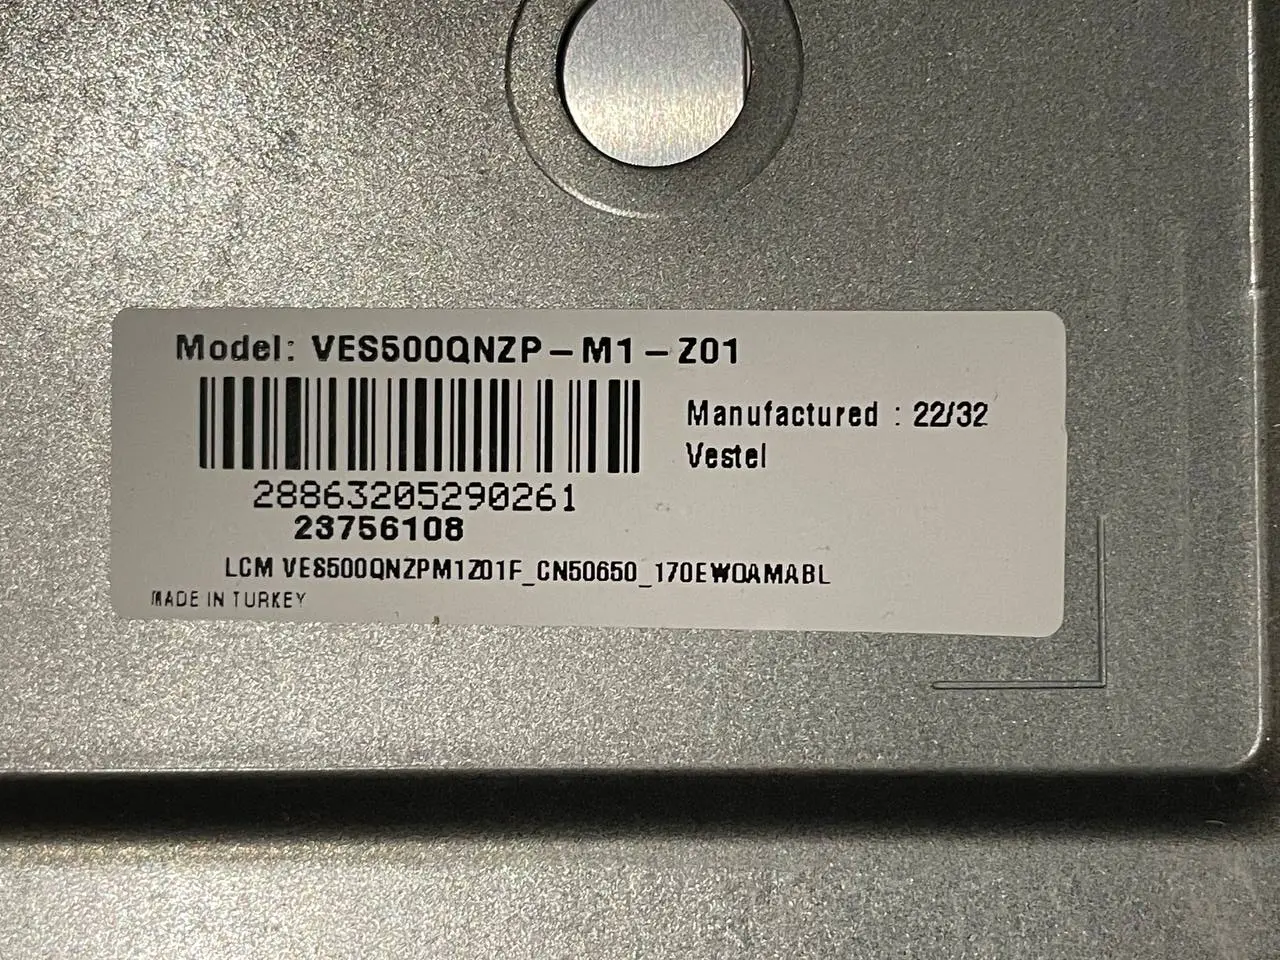 Model: VES500QNZP-M1-Z01
Manufactured : 22/32
Vestel
28863205290261
23756108
LCM VES500QNZPM1Z01F_CN50650_170EW0AMABL
MADE IN TURKEY